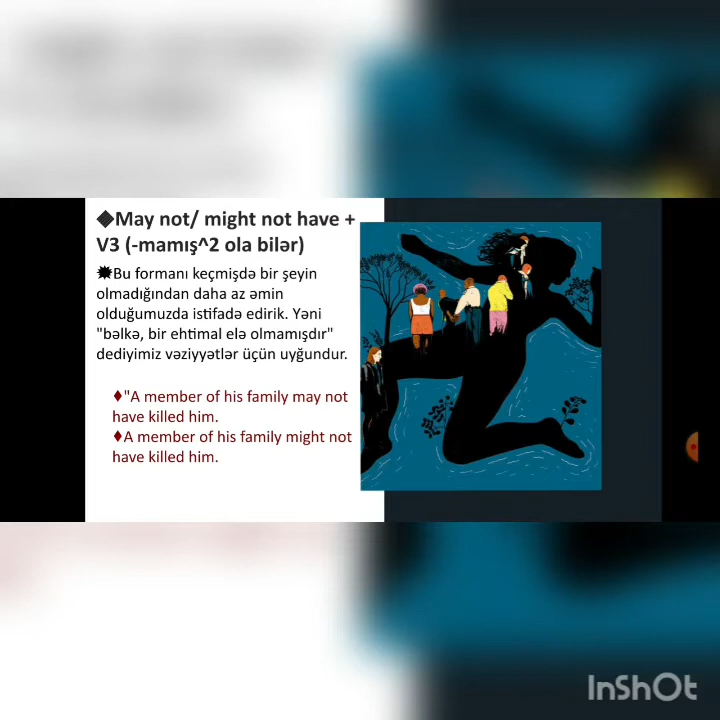 ◆May not/ might not have +
V3 (-mamış^2 ola bilər)
✸Bu formanı keçmişdə bir şeyin
olmadığından daha az əmin
olduğumuzda istifadə edirik. Yəni
"bəlkə, bir ehtimal elə olmamışdır"
dediyimiz vəziyyətlər üçün uyğundur.
♦"A member of his family may not
have killed him.
♦A member of his family might not
have killed him.
InShOt